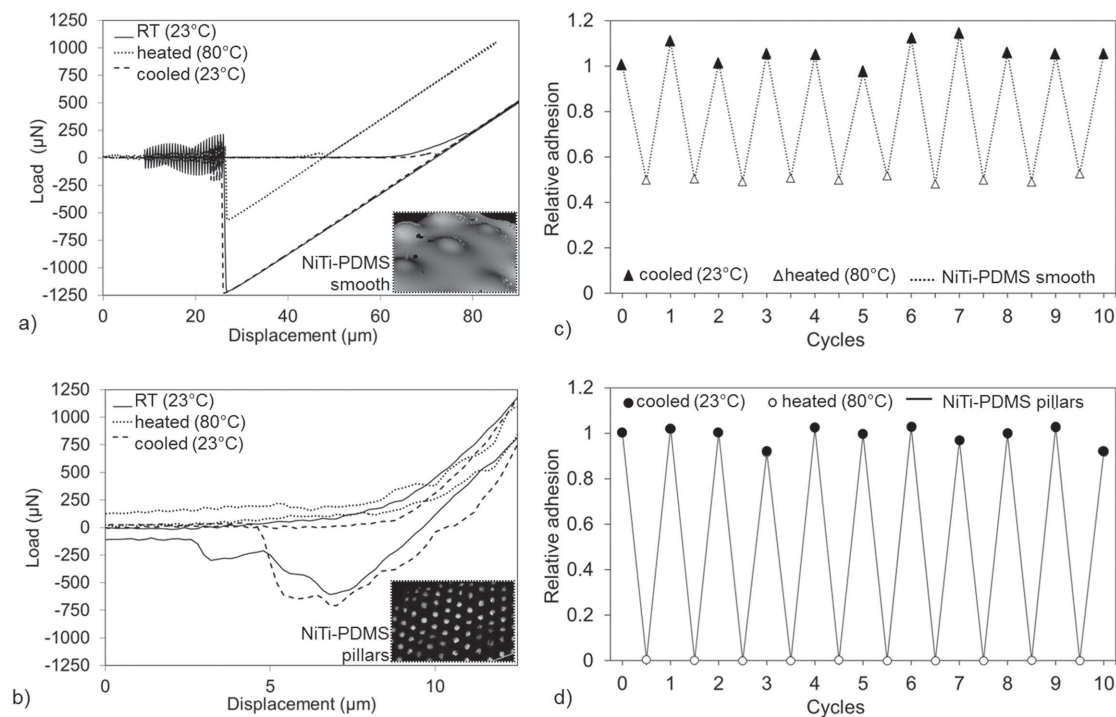 1250
1000
750
500
250
0
-250
-500
-750
-1000
-1250
Load (µN)
RT (23°C)
heated (80°C)
cooled (23°C)
NiTi-PDMS
smooth
0 20 40 60 80
Displacement (µm)
a)
1.2
1
0.8
0.6
0.4
0.2
0
Relative adhesion
cooled (23°C) heated (80°C) NiTi-PDMS smooth
0 1 2 3 4 5 6 7 8 9 10
Cycles
c)
1250
1000
750
500
250
0
-250
-500
-750
-1000
-1250
Load (µN)
RT (23°C)
heated (80°C)
cooled (23°C)
NiTi-PDMS
pillars
0 5 10
Displacement (µm)
b)
1.2
1
0.8
0.6
0.4
0.2
0
Relative adhesion
cooled (23°C) heated (80°C) NiTi-PDMS pillars
0 1 2 3 4 5 6 7 8 9 10
Cycles
d)